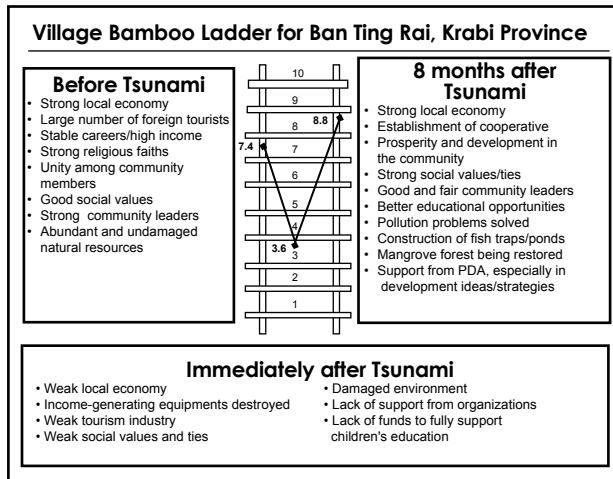 Village Bamboo Ladder for Ban Ting Rai, Krabi Province
Before Tsunami
• Strong local economy
• Large number of foreign tourists
• Stable careers/high income
• Strong religious faiths
• Unity among community
members
• Good social values
• Strong community leaders
• Abundant and undamaged
natural resources
10
9
8.8
8
7.4
7
6
5
4
3.6
3
2
1
8 months after
Tsunami
• Strong local economy
• Establishment of cooperative
• Prosperity and development in
the community
• Strong social values/ties
• Good and fair community leaders
• Better educational opportunities
• Pollution problems solved
• Construction of fish traps/ponds
• Mangrove forest being restored
• Support from PDA, especially in
development ideas/strategies
Immediately after Tsunami
• Weak local economy
• Income-generating equipments destroyed
• Weak tourism industry
• Weak social values and ties
• Damaged environment
• Lack of support from organizations
• Lack of funds to fully support
children's education